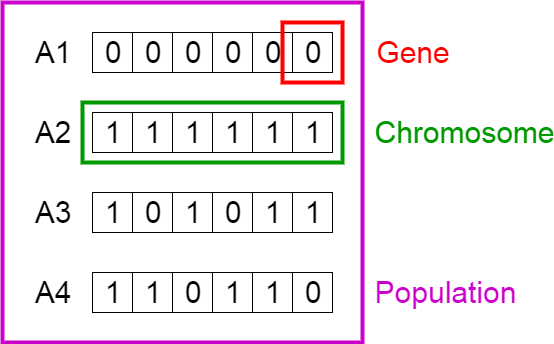 A1 0 0 0 0 0 0 Gene
A2 1 1 1 1 1 1 Chromosome
A3 1 0 1 0 1 1
A4 1 1 0 1 1 0 Population